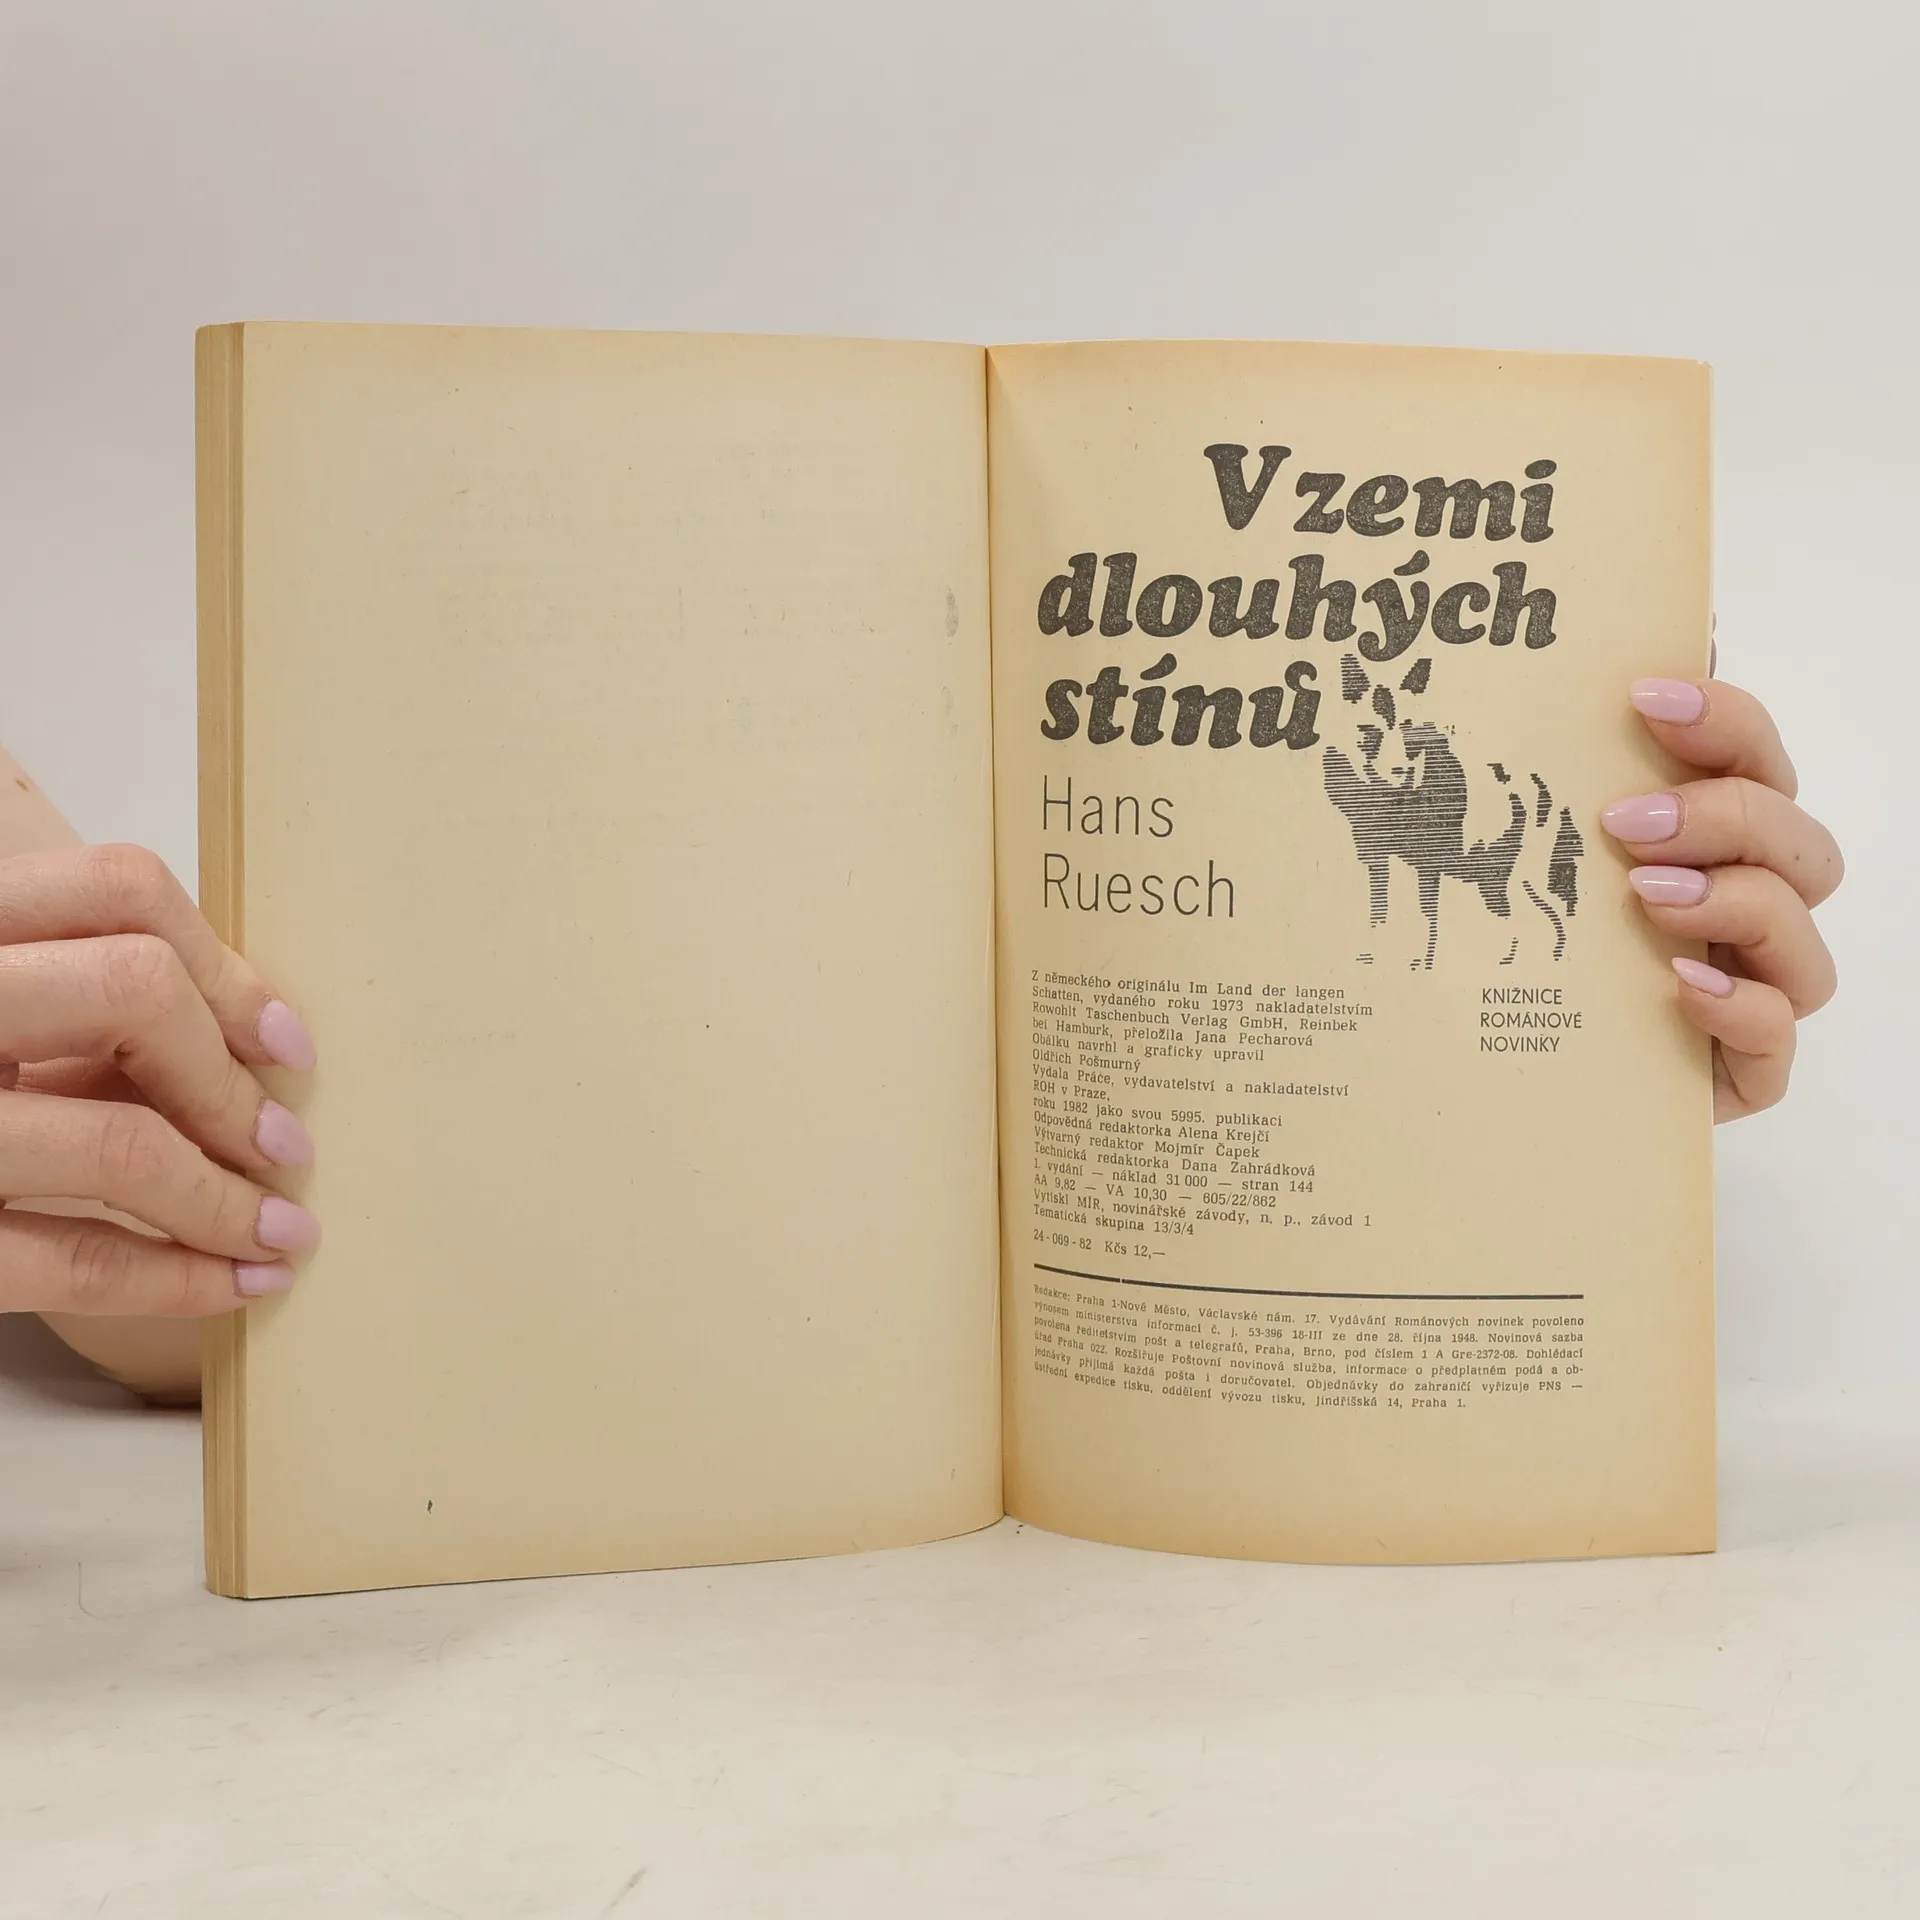 V zemi
dlouhých
stínů
Hans
Ruesch
Z německého originálu Im Land der langen
Schatten, vydaného roku 1973 nakladatelstvím
Rowohlt Taschenbuch Verlag GmbH, Reinbek
bei Hamburk, přeložila Jana Pecharová
Obálku navrhl a graficky upravil
Oldřich Pošmurný
Vydala Práce, vydavatelství a nakladatelství
ROH v Praze,
roku 1982 jako svou 5995. publikaci
Odpovědná redaktorka Alena Krejčí
Výtvarný redaktor Mojmír Čapek
Technická redaktorka Dana Zahrádková
1. vydání — náklad 31 000 — stran 144
AA 9,82 — VA 10,30 — 605/22/862
Vytiskl MÍR, novinářské závody, n. p., závod 1
Tematická skupina 13/3/4
24-069-82 Kčs 12,—
KNIŽNICE
ROMÁNOVÉ
NOVINKY
Redakce: Praha 1-Nové Město, Václavské nám. 17. Vydávání Románových novinek povoleno
výnosem ministerstva informací č. j. 53-396 18-III ze dne 28. října 1948. Novinová sazba
povolena ředitelstvím pošt a telegrafů, Praha, Brno, pod číslem 1 A Gre-2372-08. Dohlédací
úřad Praha 022. Rozšiřuje Poštovní novinová služba, informace o předplatném podá a ob-
jednávky přijímá každá pošta i doručovatel. Objednávky do zahraničí vyřizuje PNS —
ústřední expedice tisku, oddělení vývozu tisku, Jindřišská 14, Praha 1.